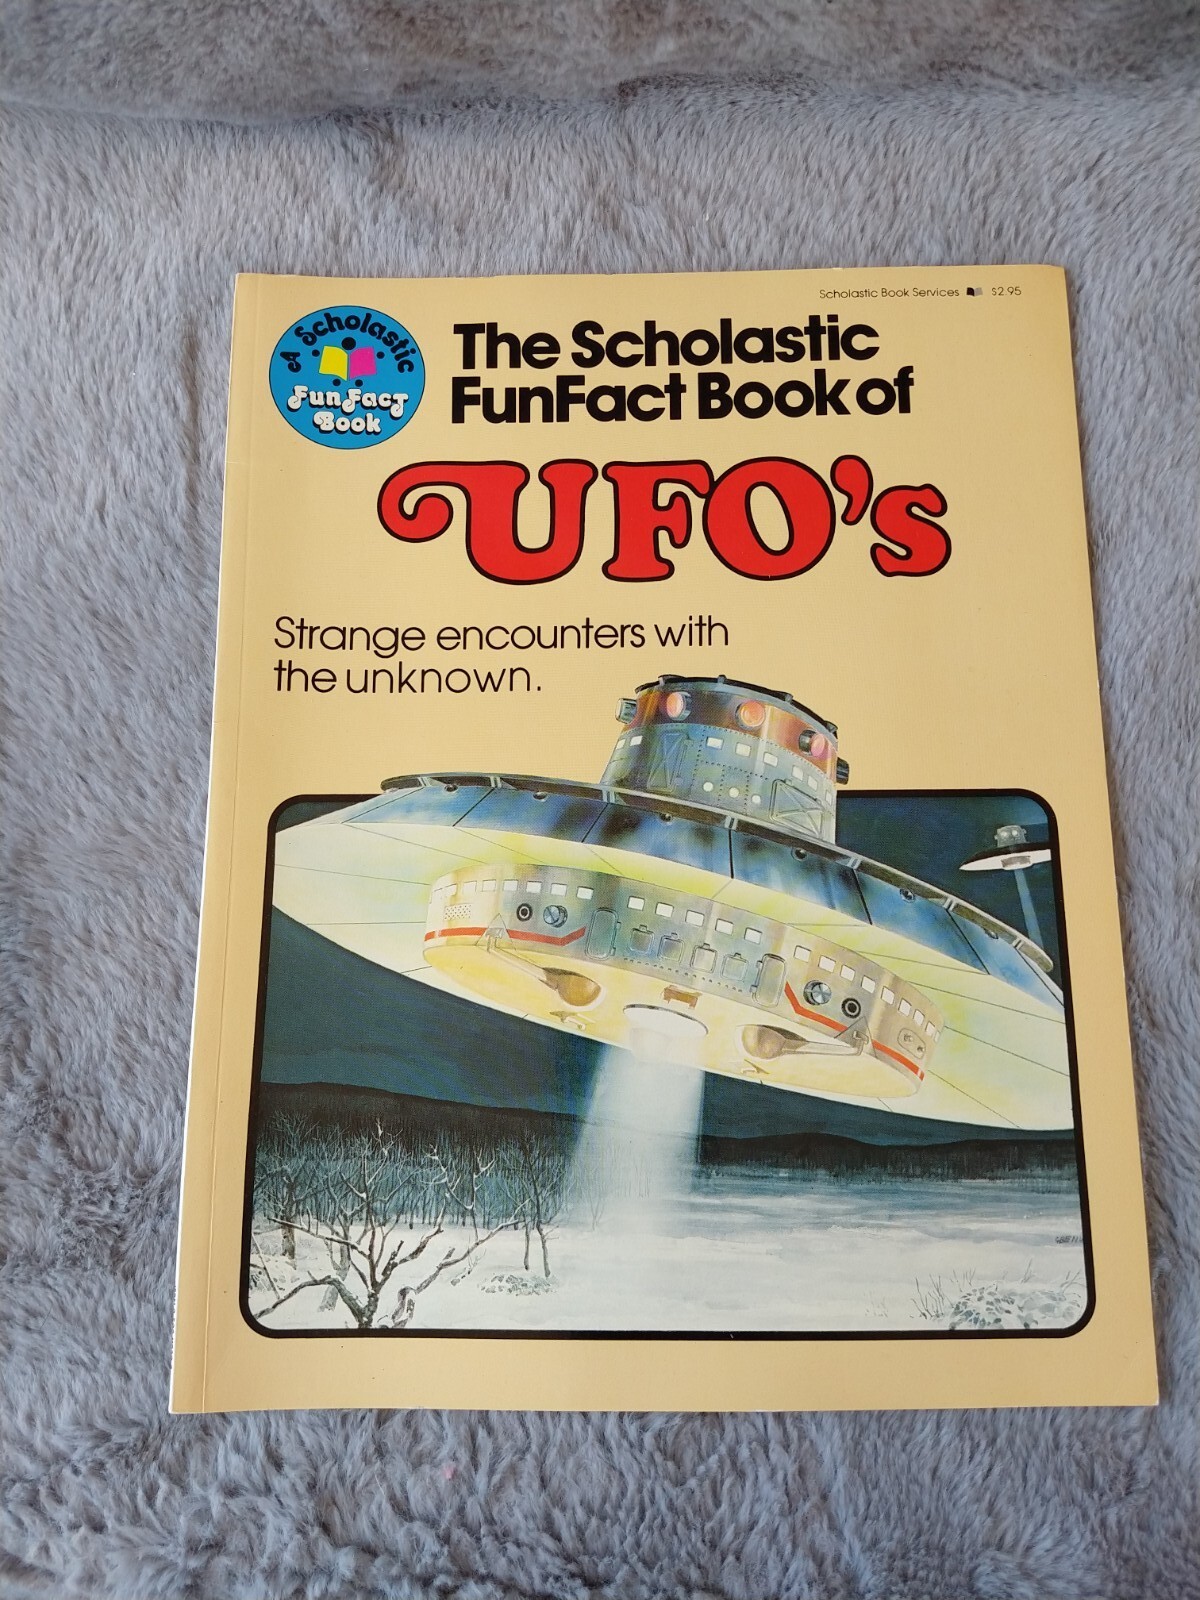 Scholastic Book Services $2.95
A Scholastic
FunFact
Book
The Scholastic
FunFact Book of
UFO's
Strange encounters with
the unknown.